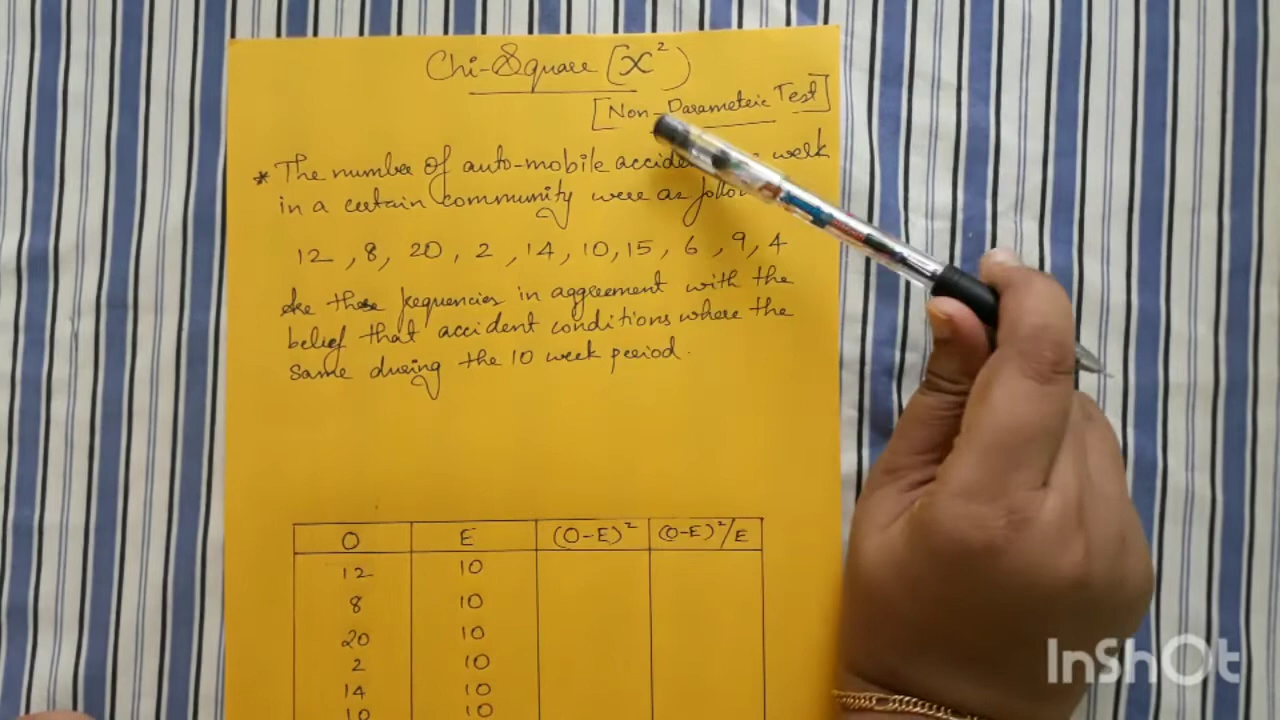 Chi-Square (X²)
[Non-Parametric Test]
* The number of auto-mobile week
in a certain community were as
12, 8, 20, 2, 14, 10, 15, 6, 9, 4
Are these frequencies in aggreement with the
belief that accident conditions where the
same during the 10 week period.
O E (O-E)² (O-E)²/E
12 10
8 10
20 10
2 10
14 10
10 10
InShOt